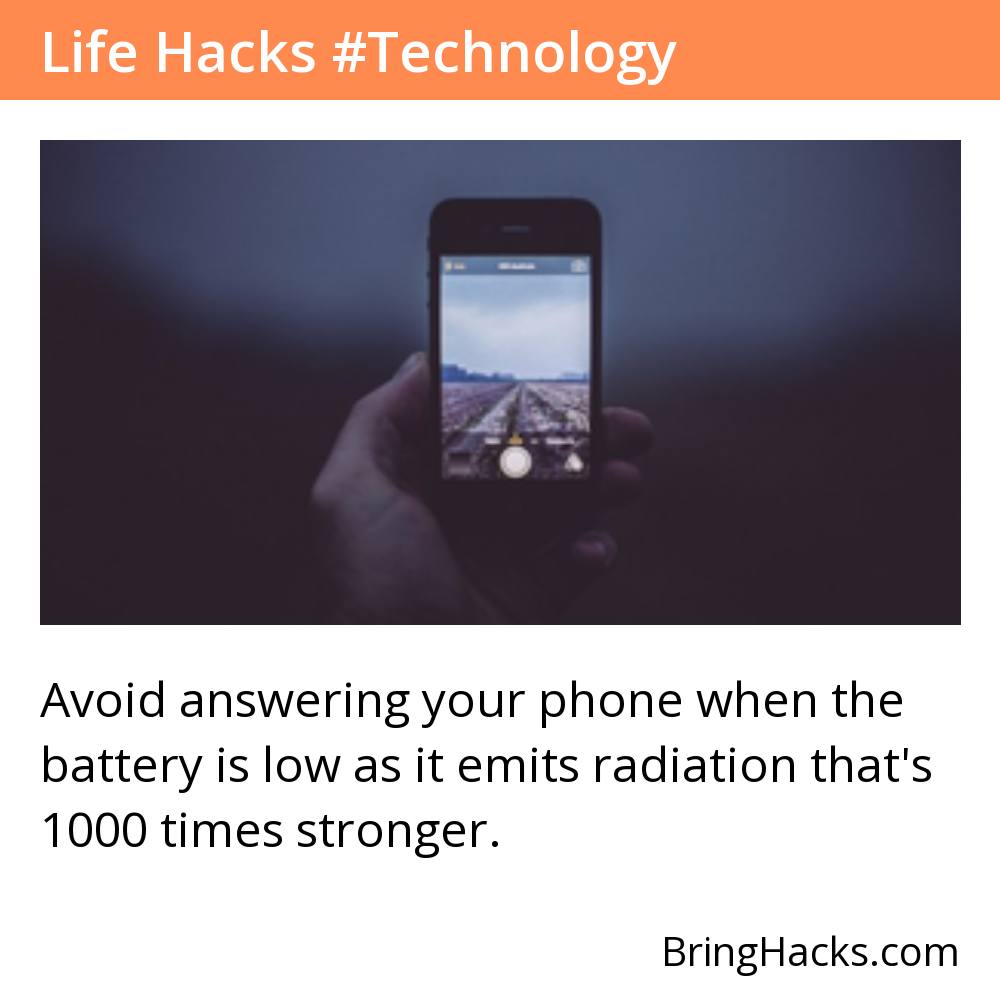 Life Hacks #Technology
Avoid answering your phone when the
battery is low as it emits radiation that's
1000 times stronger.
BringHacks.com